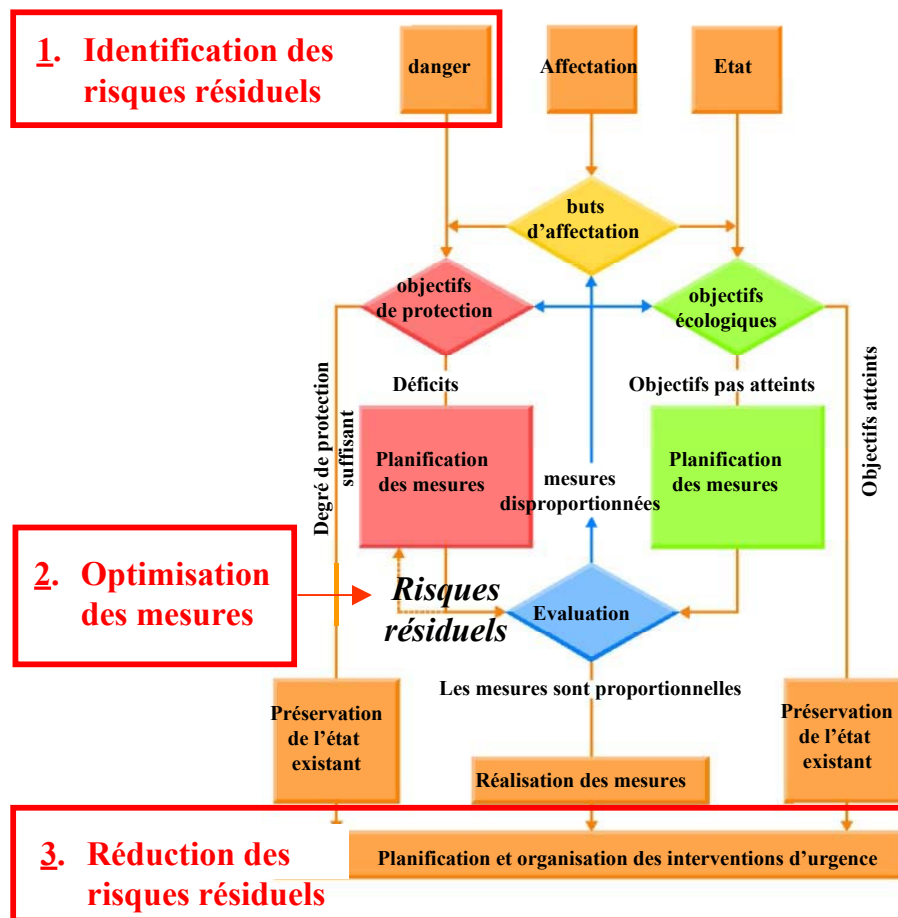 1. Identification des
risques résiduels
danger
Affectation
Etat
buts
d’affectation
objectifs
de protection
objectifs
écologiques
Déficits
Objectifs pas atteints
Degré de protection
suffisant
Objectifs atteints
Planification
des mesures
mesures
disproportionnées
Planification
des mesures
2. Optimisation
des mesures
Risques
résiduels
Evaluation
Les mesures sont proportionnelles
Préservation
de l’état
existant
Réalisation des mesures
Préservation
de l’état
existant
3. Réduction des
risques résiduels
Planification et organisation des interventions d’urgence